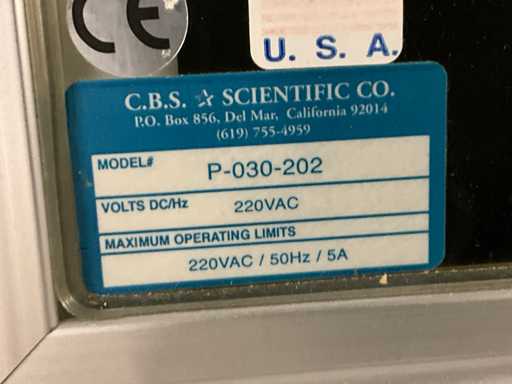 CE
U. S. A.
C.B.S. ☆ SCIENTIFIC CO.
P.O. Box 856, Del Mar, California 92014
(619) 755-4959
MODEL# P-030-202
VOLTS DC/Hz 220VAC
MAXIMUM OPERATING LIMITS
220VAC / 50Hz / 5A